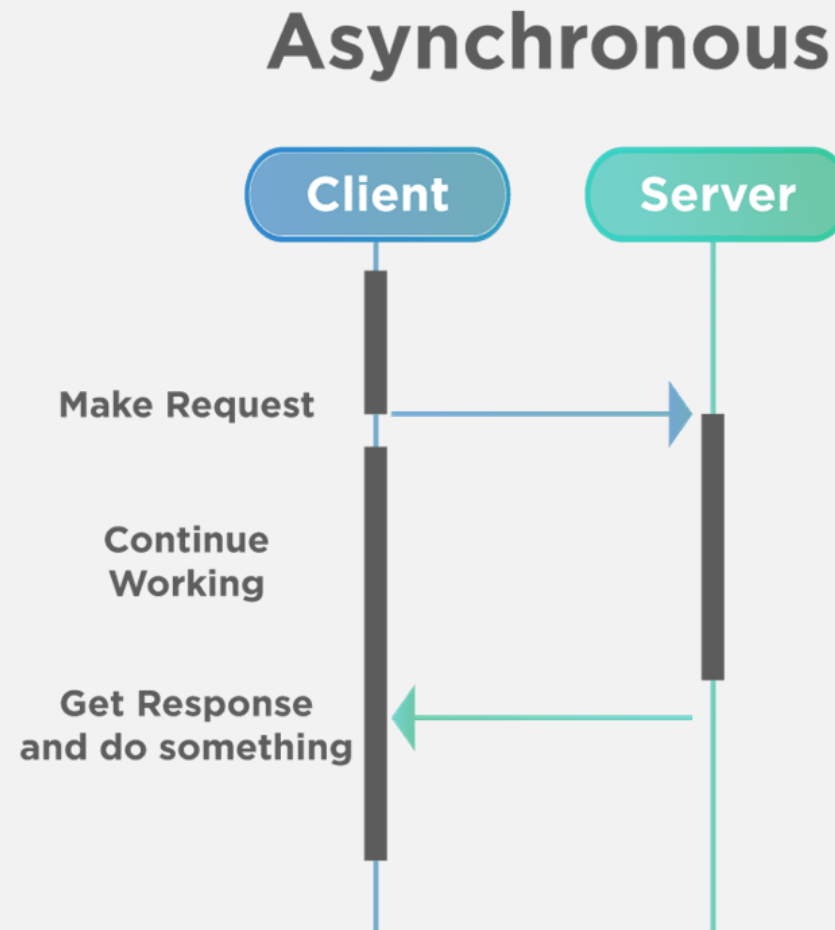 Asynchronous
Client
Server
Make Request
Continue
Working
Get Response
and do something